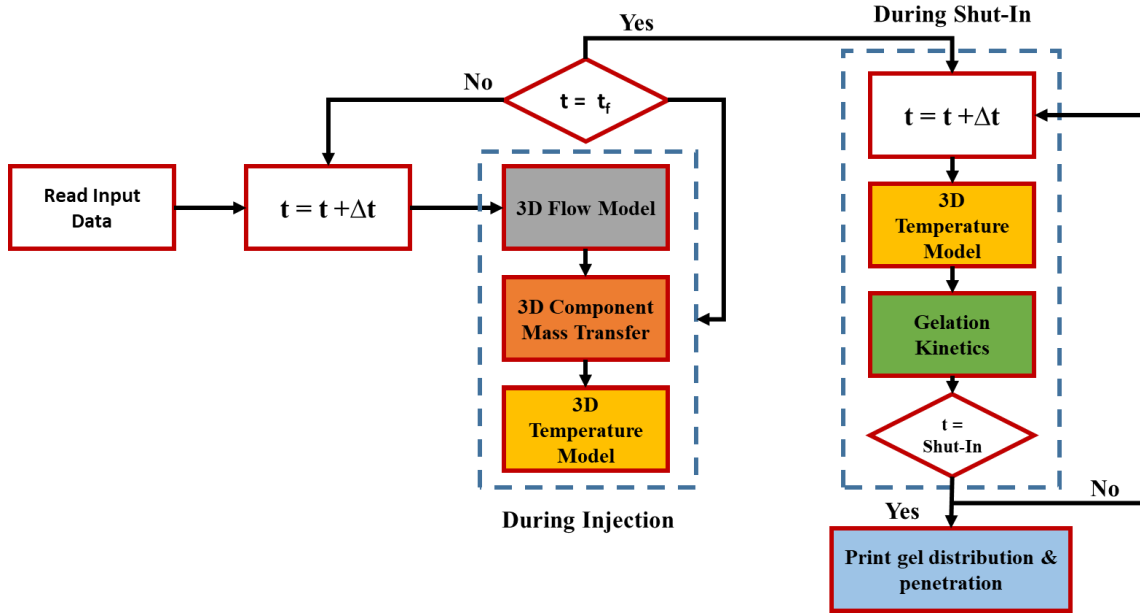 During Shut-In
Yes
No
t = t_f
t = t +Δt
Read Input
Data
t = t +Δt
3D Flow Model
3D
Temperature
Model
3D Component
Mass Transfer
Gelation
Kinetics
3D
Temperature
Model
t =
Shut-In
During Injection
Yes
No
Print gel distribution &
penetration